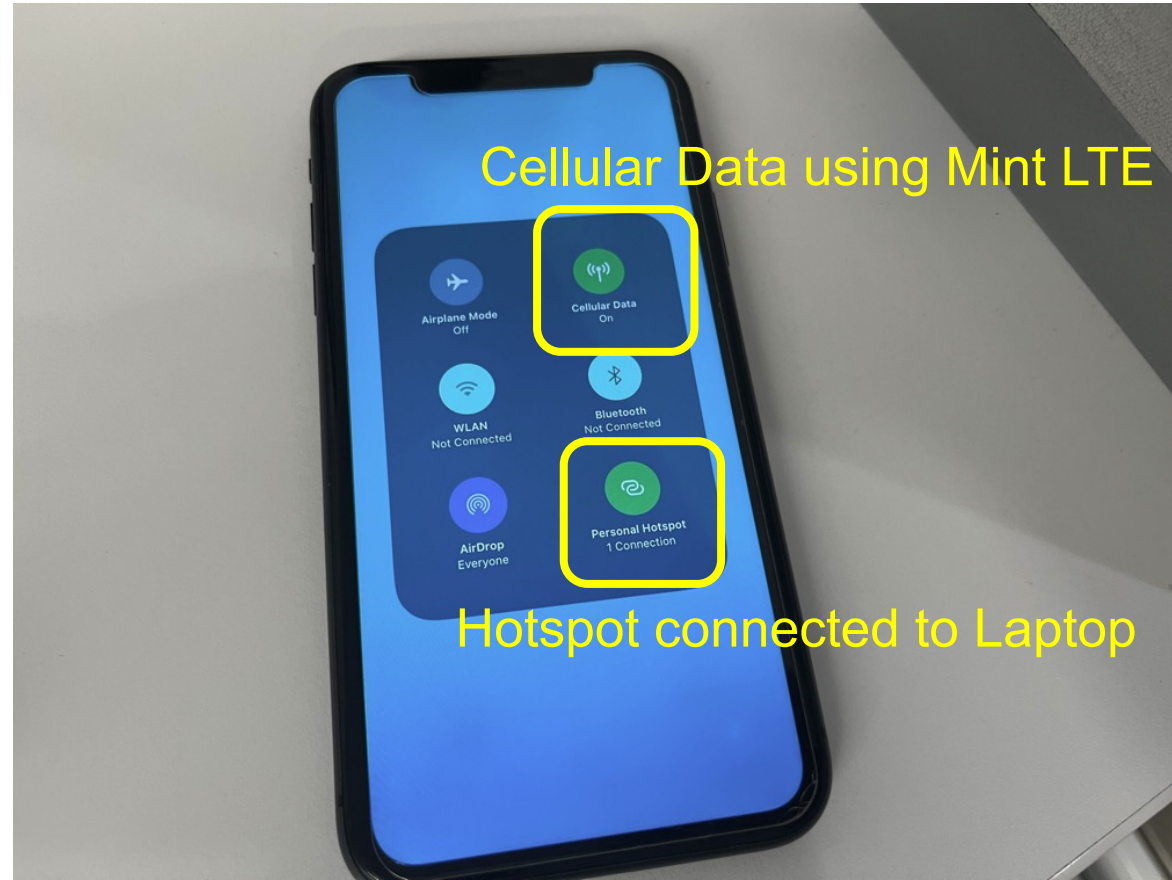 Cellular Data using Mint LTE
Airplane Mode
Off
Cellular Data
On
WLAN
Not Connected
Bluetooth
Not Connected
AirDrop
Everyone
Personal Hotspot
1 Connection
Hotspot connected to Laptop